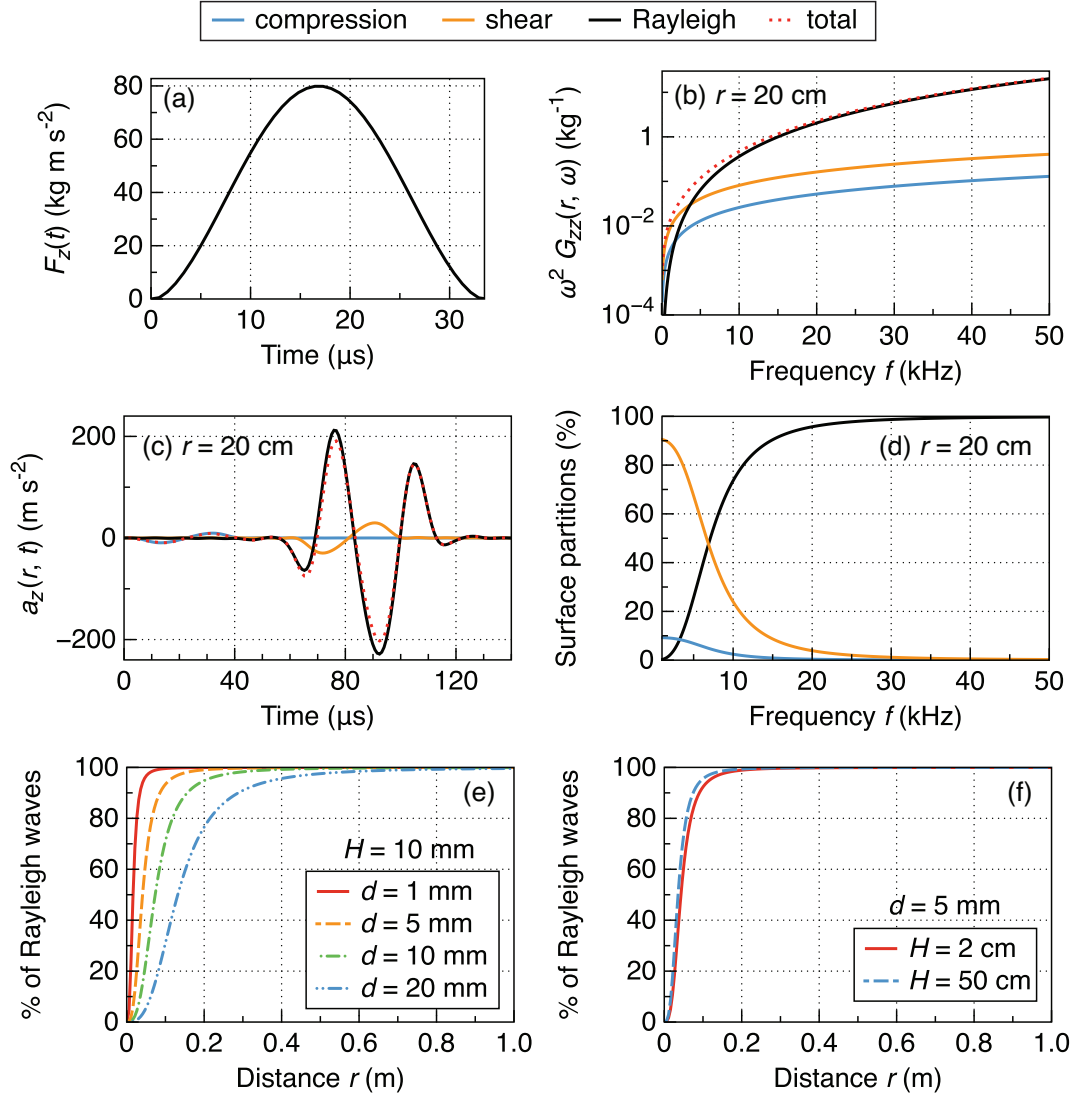 compression shear Rayleigh total
(a)
F_z(t) (kg m s⁻²)
80
60
40
20
0
0 10 20 30
Time (µs)
(b) r = 20 cm
ω² G_zz(r, ω) (kg⁻¹)
1
10⁻²
10⁻⁴
0 10 20 30 40 50
Frequency f (kHz)
(c) r = 20 cm
a_z(r, t) (m s⁻²)
200
0
−200
0 40 80 120
Time (µs)
(d) r = 20 cm
Surface partitions (%)
100
80
60
40
20
0
10 20 30 40 50
Frequency f (kHz)
(e)
% of Rayleigh waves
100
80
60
40
20
0
H = 10 mm
d = 1 mm
d = 5 mm
d = 10 mm
d = 20 mm
0 0.2 0.4 0.6 0.8 1.0
Distance r (m)
(f)
% of Rayleigh waves
100
80
60
40
20
0
d = 5 mm
H = 2 cm
H = 50 cm
0 0.2 0.4 0.6 0.8 1.0
Distance r (m)